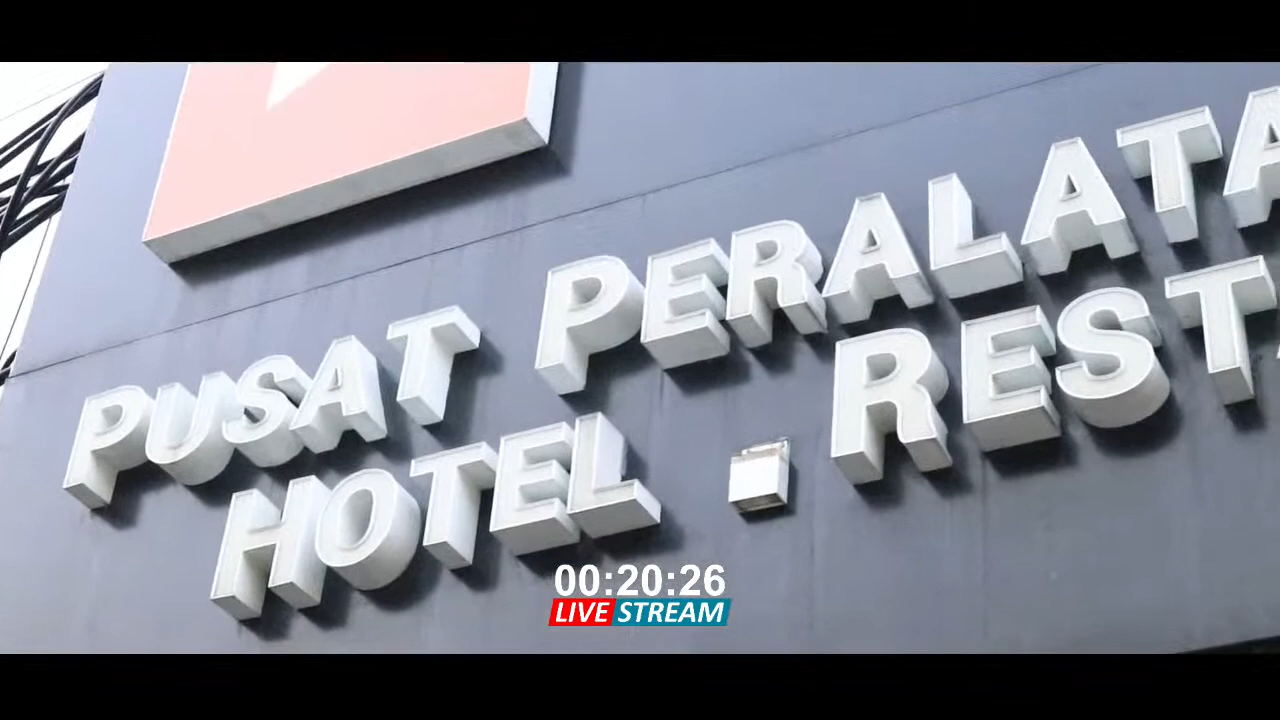 PUSAT PERALATA
HOTEL . REST
00:20:26
LIVE STREAM